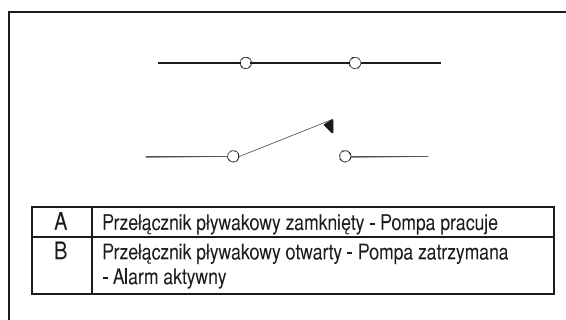 A Przełącznik pływakowy zamknięty - Pompa pracuje
B Przełącznik pływakowy otwarty - Pompa zatrzymana
- Alarm aktywny